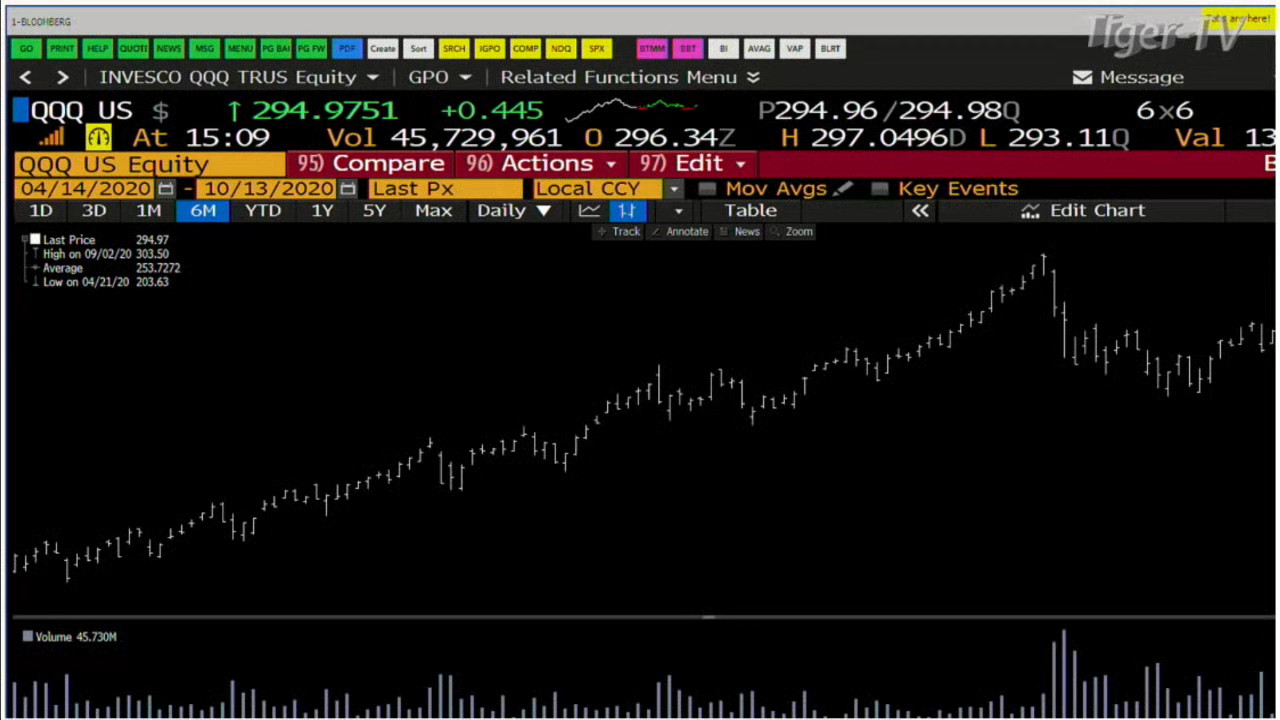 1-BLOOMBERG
Tiger-TV
GO PRINT HELP QUOTI NEWS MSG MENU PG BAI PG FW PDF Create Sort SRCH IGPO COMP NDQ SPX BTMM BBT BI AVAG VAP BLRT
< > INVESCO QQQ TRUS Equity GPO Related Functions Menu Message
QQQ US $ ↑ 294.9751 +0.445 P294.96 /294.98Q 6×6
At 15:09 Vol 45,729,961 O 296.34Z H 297.0496D L 293.11Q Val 13
QQQ US Equity 95) Compare 96) Actions 97) Edit
04/14/2020 - 10/13/2020 Last Px Local CCY Mov Avgs Key Events
1D 3D 1M 6M YTD 1Y 5Y Max Daily ▼ Table « Edit Chart
Track Annotate News Zoom
Last Price 294.97
High on 09/02/20 303.50
Average 253.7272
Low on 04/21/20 203.63
Volume 45.730M